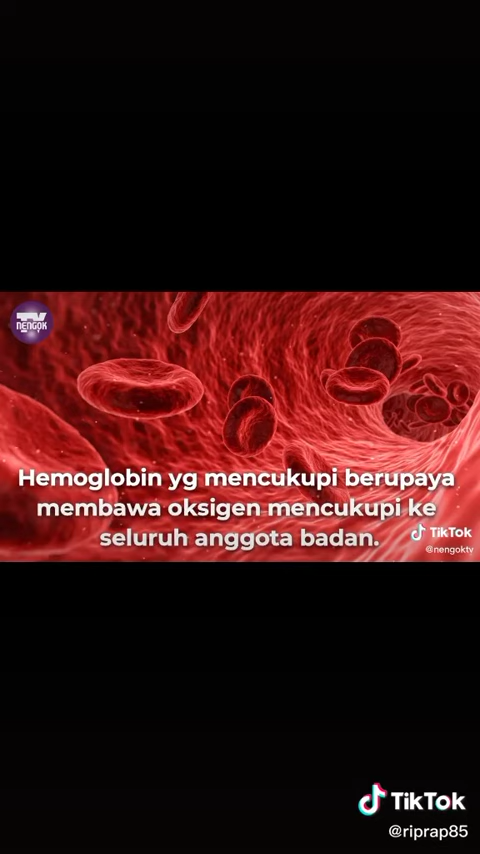 TV
NENGOK
Hemoglobin yg mencukupi berupaya
membawa oksigen mencukupi ke
seluruh anggota badan.
TikTok
@nengoktv
TikTok
@riprap85